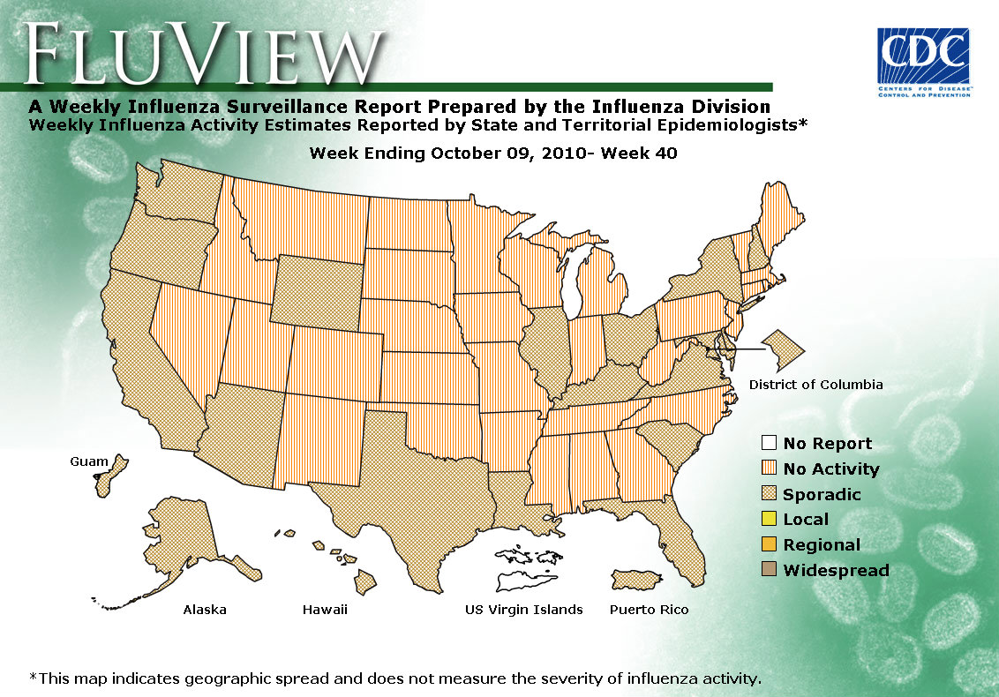 FLUVIEW
CDC
CENTERS FOR DISEASE
CONTROL AND PREVENTION
A Weekly Influenza Surveillance Report Prepared by the Influenza Division
Weekly Influenza Activity Estimates Reported by State and Territorial Epidemiologists*
Week Ending October 09, 2010- Week 40
District of Columbia
No Report
No Activity
Sporadic
Local
Regional
Widespread
Guam
Alaska
Hawaii
US Virgin Islands
Puerto Rico
*This map indicates geographic spread and does not measure the severity of influenza activity.